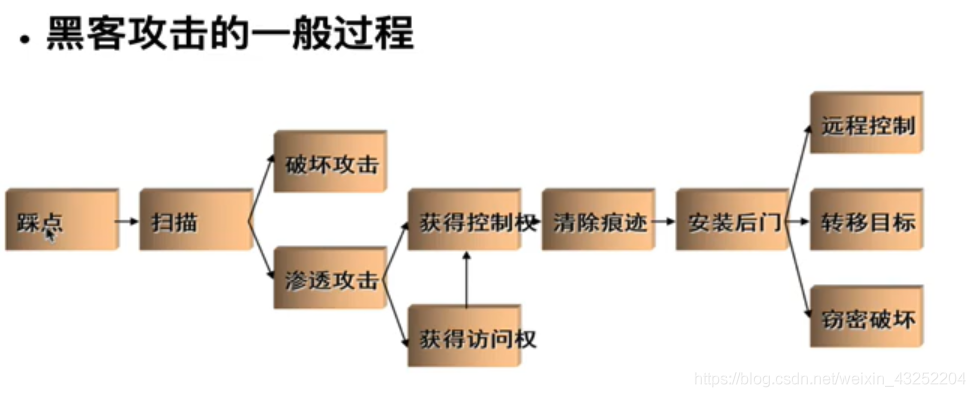 • 黑客攻击的一般过程
踩点
扫描
破坏攻击
渗透攻击
获得控制权
获得访问权
清除痕迹
安装后门
远程控制
转移目标
窃密破坏
https://blog.csdn.net/weixin_43252204